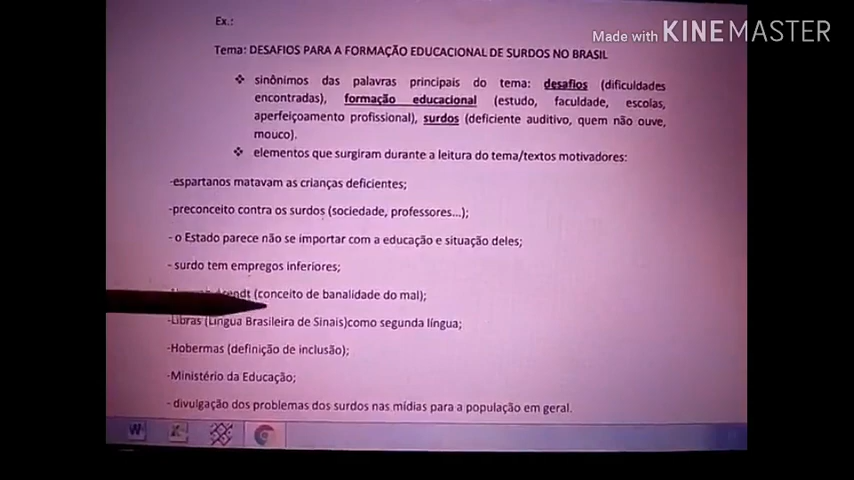 Made with KINEMASTER
Ex.:
Tema: DESAFIOS PARA A FORMAÇÃO EDUCACIONAL DE SURDOS NO BRASIL
❖ sinônimos das palavras principais do tema: desafios (dificuldades
encontradas), formação educacional (estudo, faculdade, escolas,
aperfeiçoamento profissional), surdos (deficiente auditivo, quem não ouve,
mouco).
❖ elementos que surgiram durante a leitura do tema/textos motivadores:
-espartanos matavam as crianças deficientes;
-preconceito contra os surdos (sociedade, professores...);
- o Estado parece não se importar com a educação e situação deles;
- surdo tem empregos inferiores;
(conceito de banalidade do mal);
-Libras (Língua Brasileira de Sinais)como segunda língua;
-Hobermas (definição de inclusão);
-Ministério da Educação;
- divulgação dos problemas dos surdos nas mídias para a população em geral.